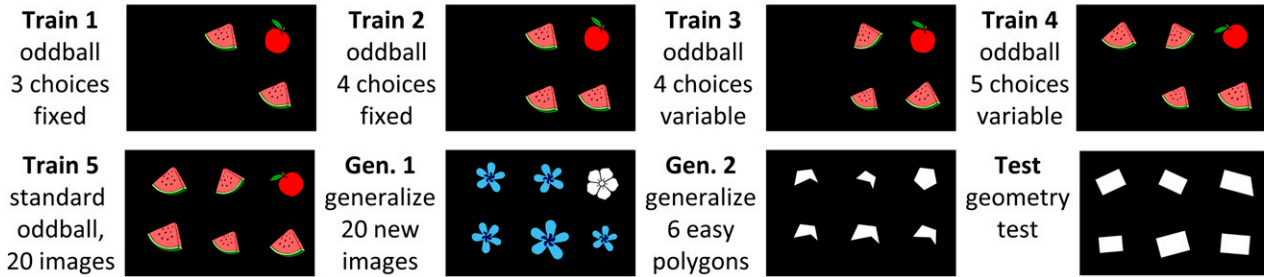 Train 1
oddball
3 choices
fixed
Train 2
oddball
4 choices
fixed
Train 3
oddball
4 choices
variable
Train 4
oddball
5 choices
variable
Train 5
standard
oddball,
20 images
Gen. 1
generalize
20 new
images
Gen. 2
generalize
6 easy
polygons
Test
geometry
test